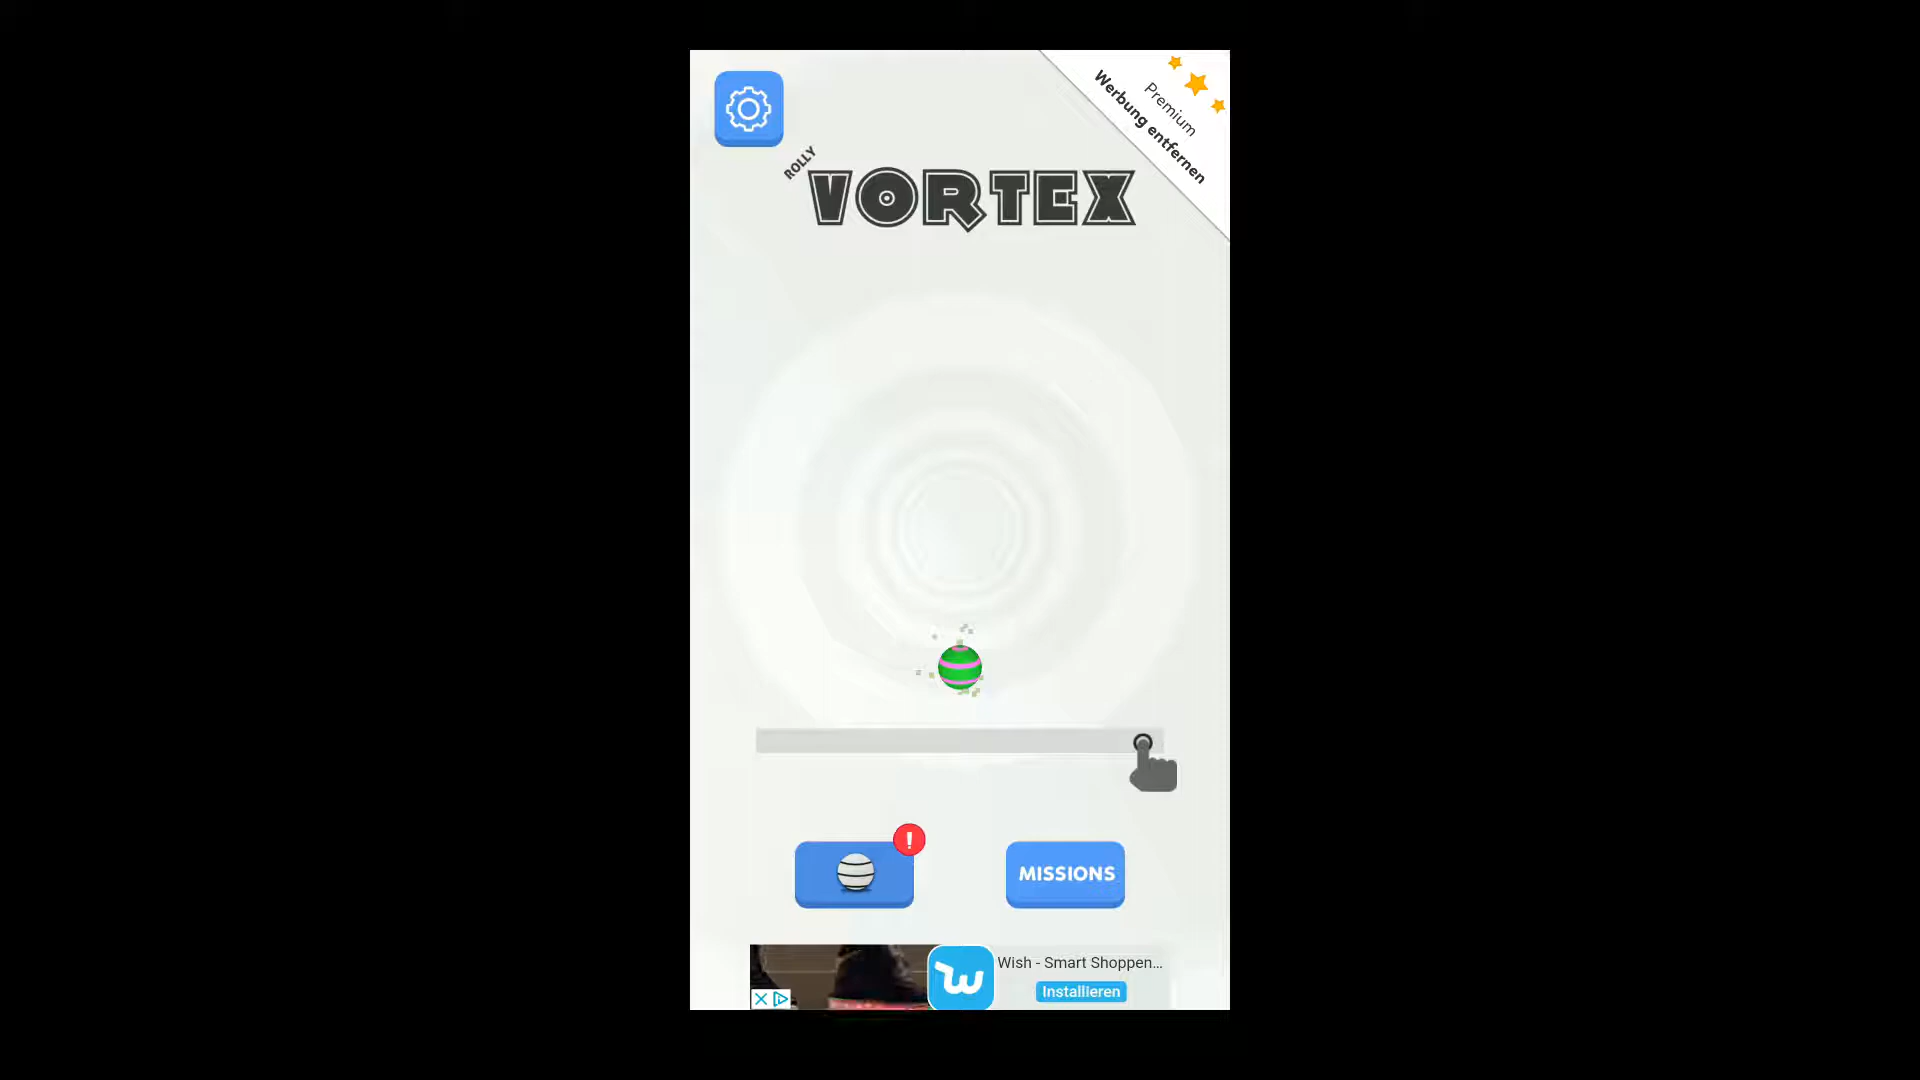 Premium
Werbung entfernen
ROLLY
VORTEX
!
MISSIONS
Wish - Smart Shoppen...
Installieren